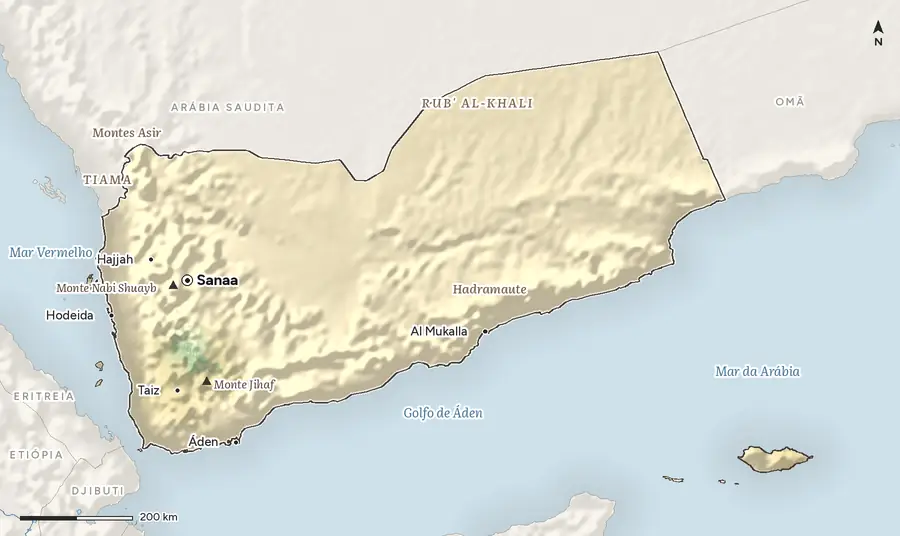 N
OMÃ
RUB' AL-KHALI
ARÁBIA SAUDITA
Montes Asir
TIAMA
Mar Vermelho
Hajjah
Sanaa
Monte Nabi Shuayb
Hadramaute
Hodeida
Al Mukalla
Mar da Arábia
Monte Jihaf
Taiz
ERITREIA
Golfo de Áden
Áden
ETIÓPIA
DJIBUTI
200 km